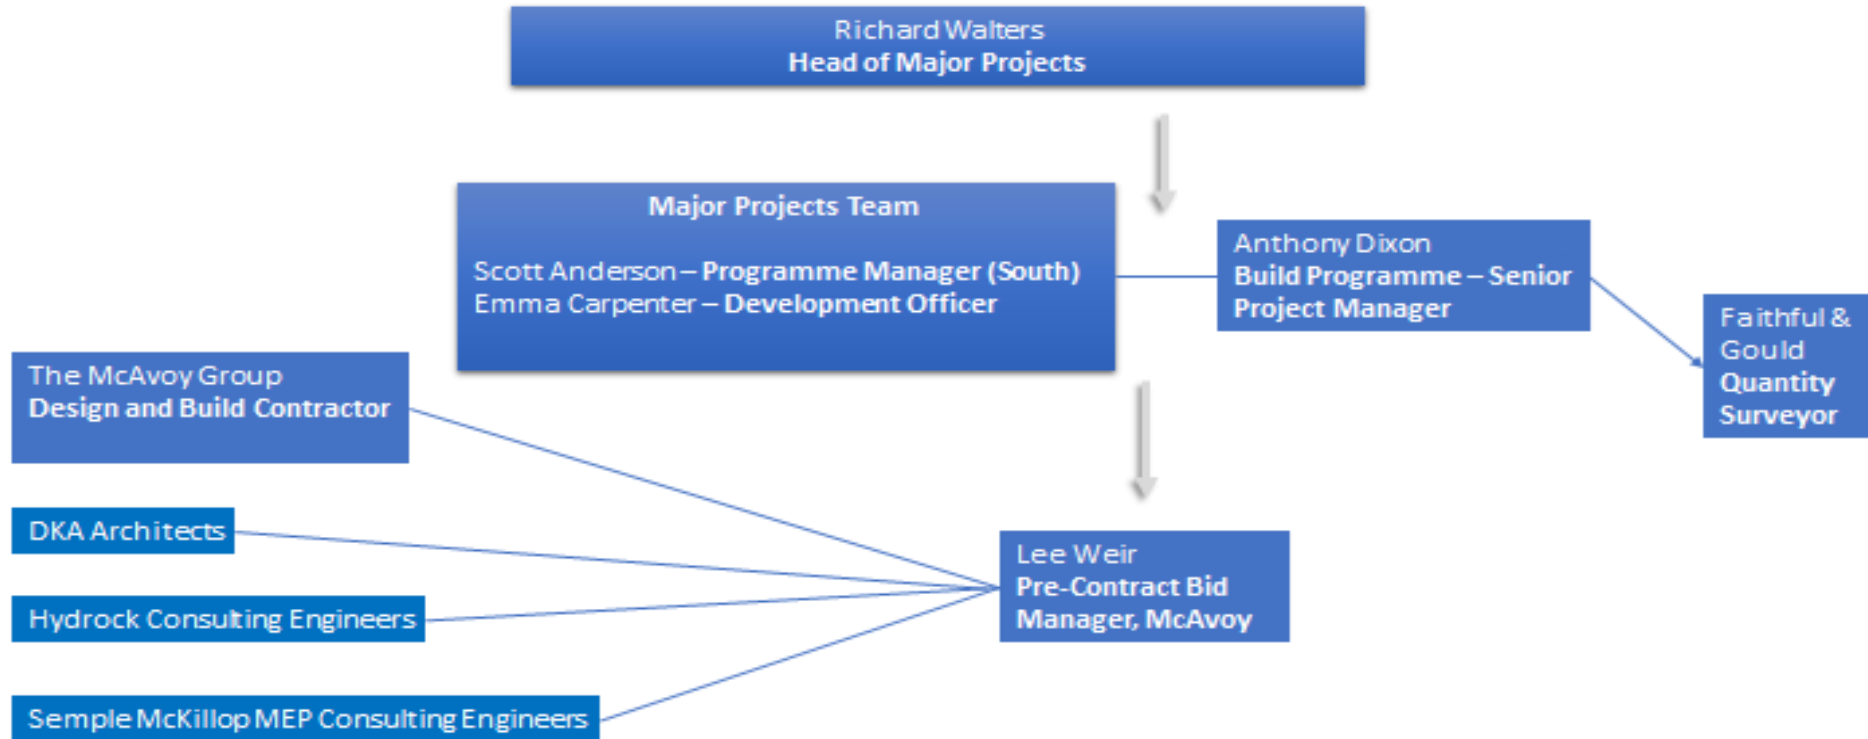 Richard Walters
Head of Major Projects
Major Projects Team
Scott Anderson – Programme Manager (South)
Emma Carpenter – Development Officer
Anthony Dixon
Build Programme – Senior
Project Manager
Faithful &
Gould
Quantity
Surveyor
The McAvoy Group
Design and Build Contractor
DKA Architects
Hydrock Consulting Engineers
Semple McKillop MEP Consulting Engineers
Lee Weir
Pre-Contract Bid
Manager, McAvoy